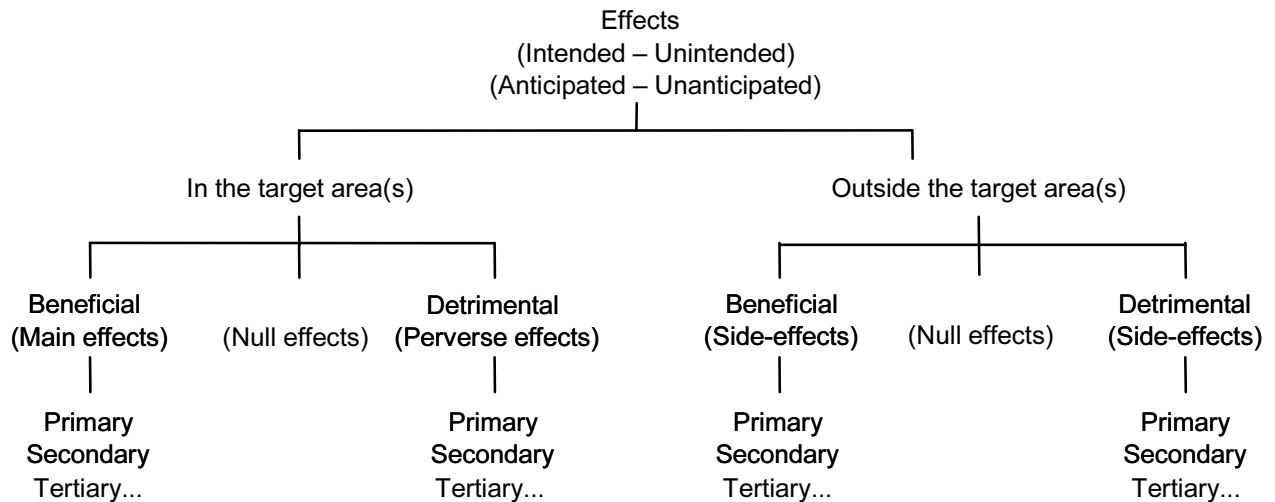 Effects
(Intended – Unintended)
(Anticipated – Unanticipated)
In the target area(s)
Outside the target area(s)
Beneficial
(Main effects)
(Null effects)
Detrimental
(Perverse effects)
Beneficial
(Side-effects)
(Null effects)
Detrimental
(Side-effects)
Primary
Secondary
Tertiary...
Primary
Secondary
Tertiary...
Primary
Secondary
Tertiary...
Primary
Secondary
Tertiary...